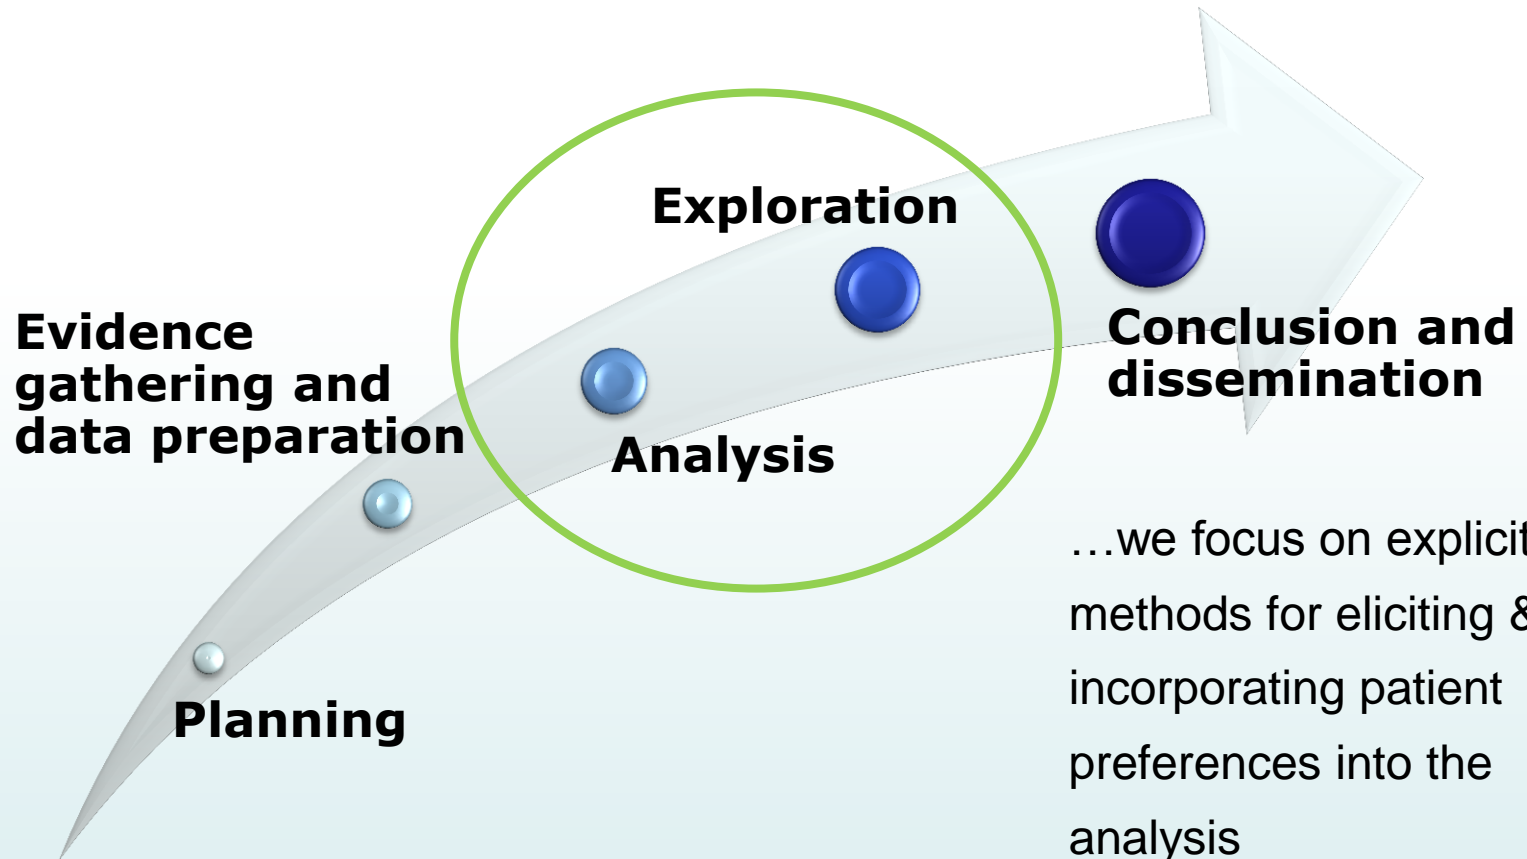 Exploration
Evidence
gathering and
data preparation
Conclusion and
dissemination
Analysis
Planning
…we focus on explicit
methods for eliciting &
incorporating patient
preferences into the
analysis